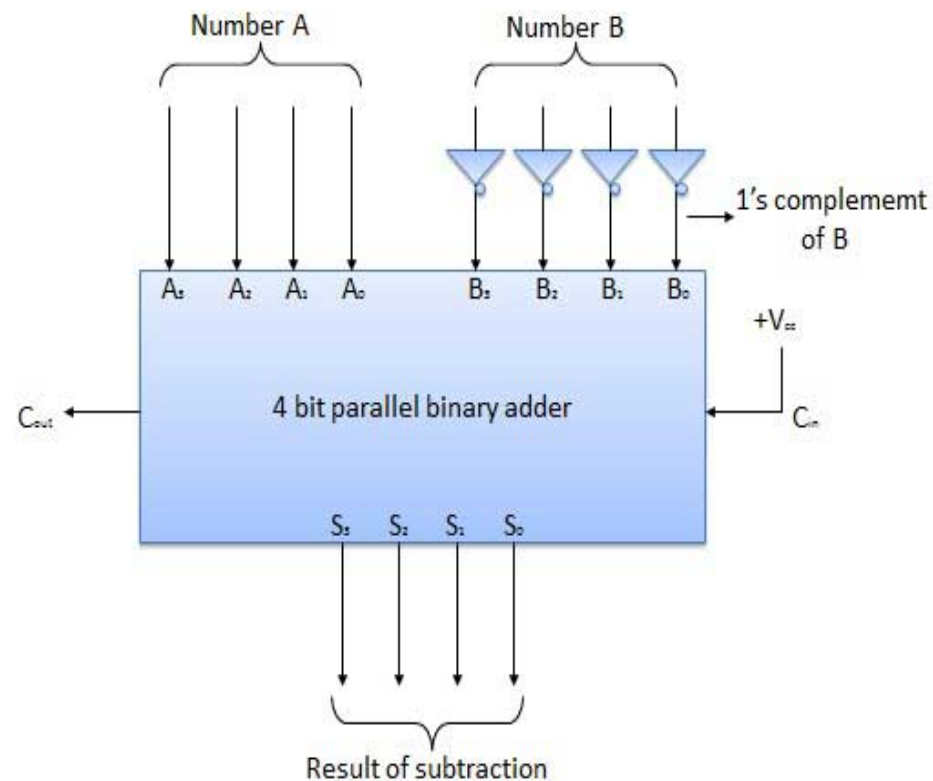 Number A
Number B
1's complememt
of B
A₃ A₂ A₁ A₀ B₃ B₂ B₁ B₀
+Vcc
4 bit parallel binary adder
Cout
Cin
S₃ S₂ S₁ S₀
Result of subtraction